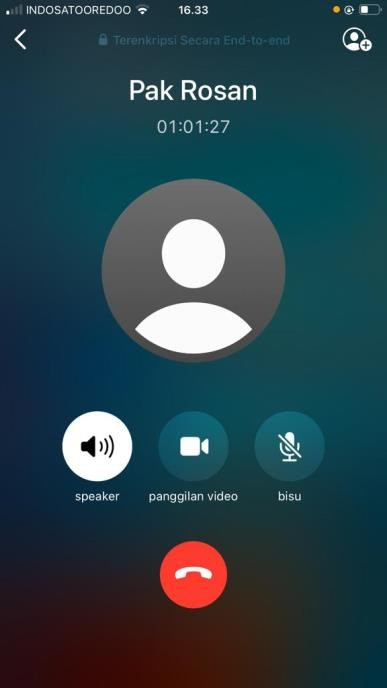 INDOSATOOREDOO 16.33
Terenkripsi Secara End-to-end
Pak Rosan
01:01:27
speaker panggilan video bisu